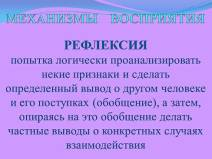 МЕХАНИЗМЫ ВОСПРИЯТИЯ
РЕФЛЕКСИЯ
попытка логически проанализировать
некие признаки и сделать
определенный вывод о другом человеке
и его поступках (обобщение), а затем,
опираясь на это обобщение делать
частные выводы о конкретных случаях
взаимодействия